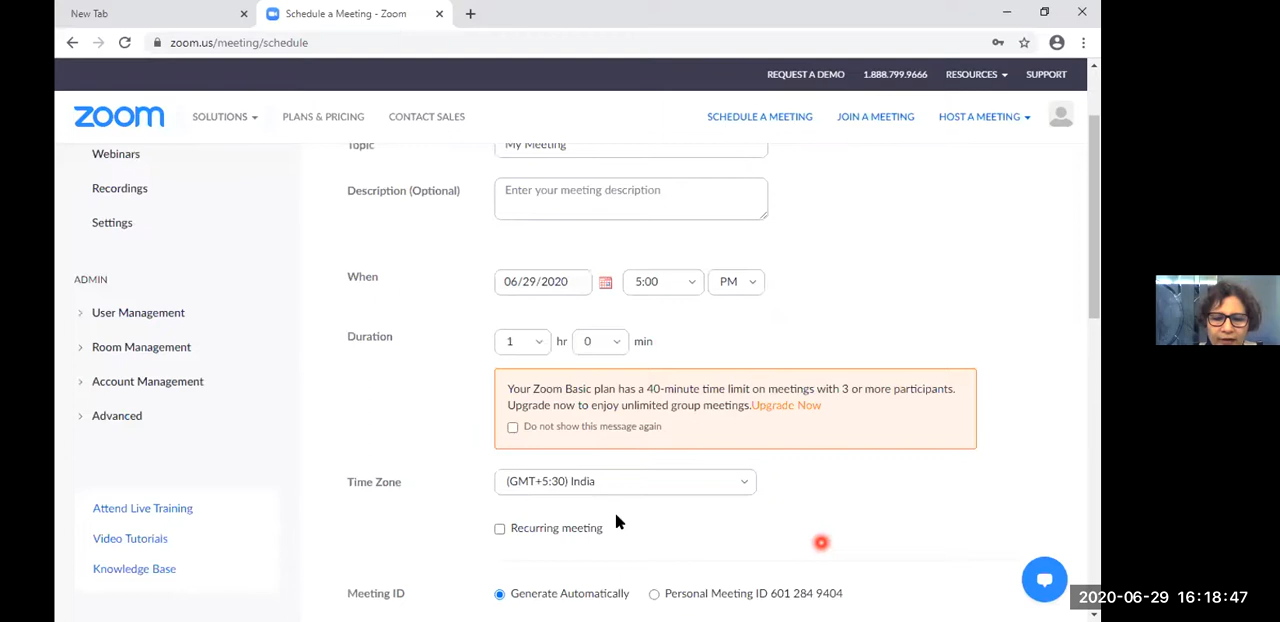 New Tab
Schedule a Meeting - Zoom
zoom.us/meeting/schedule
REQUEST A DEMO 1.888.799.9666 RESOURCES SUPPORT
zoom SOLUTIONS PLANS & PRICING CONTACT SALES SCHEDULE A MEETING JOIN A MEETING HOST A MEETING
Topic My Meeting
Webinars
Description (Optional) Enter your meeting description
Recordings
Settings
When 06/29/2020 5:00 PM
ADMIN
User Management
Duration 1 hr 0 min
Room Management
Account Management
Advanced
Your Zoom Basic plan has a 40-minute time limit on meetings with 3 or more participants.
Upgrade now to enjoy unlimited group meetings.Upgrade Now
Do not show this message again
Time Zone (GMT+5:30) India
Attend Live Training
Recurring meeting
Video Tutorials
Knowledge Base
Meeting ID Generate Automatically Personal Meeting ID 601 284 9404
2020-06-29 16:18:47